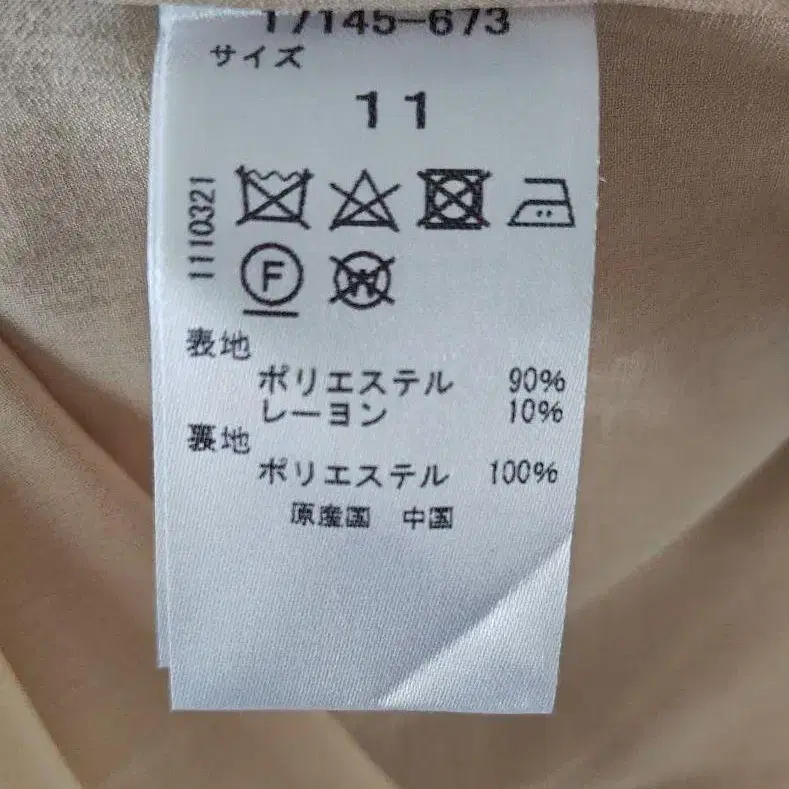 17145-673
サイズ
11
1110321
F
W
表地
ポリエステル 90%
レーヨン 10%
裏地
ポリエステル 100%
原産国 中国